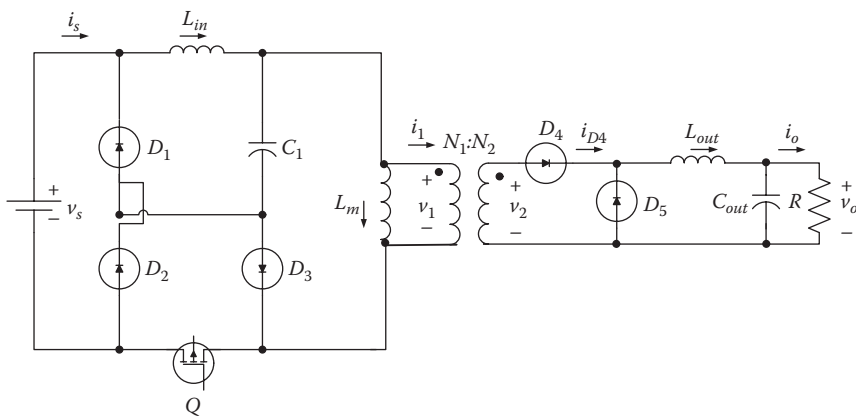 i_s
L_in
D_1
C_1
i_1
N_1:N_2
D_4
i_D4
L_out
i_o
+
v_s
−
L_m
+
v_1
−
+
v_2
−
D_5
C_out
R
+
v_o
−
D_2
D_3
Q